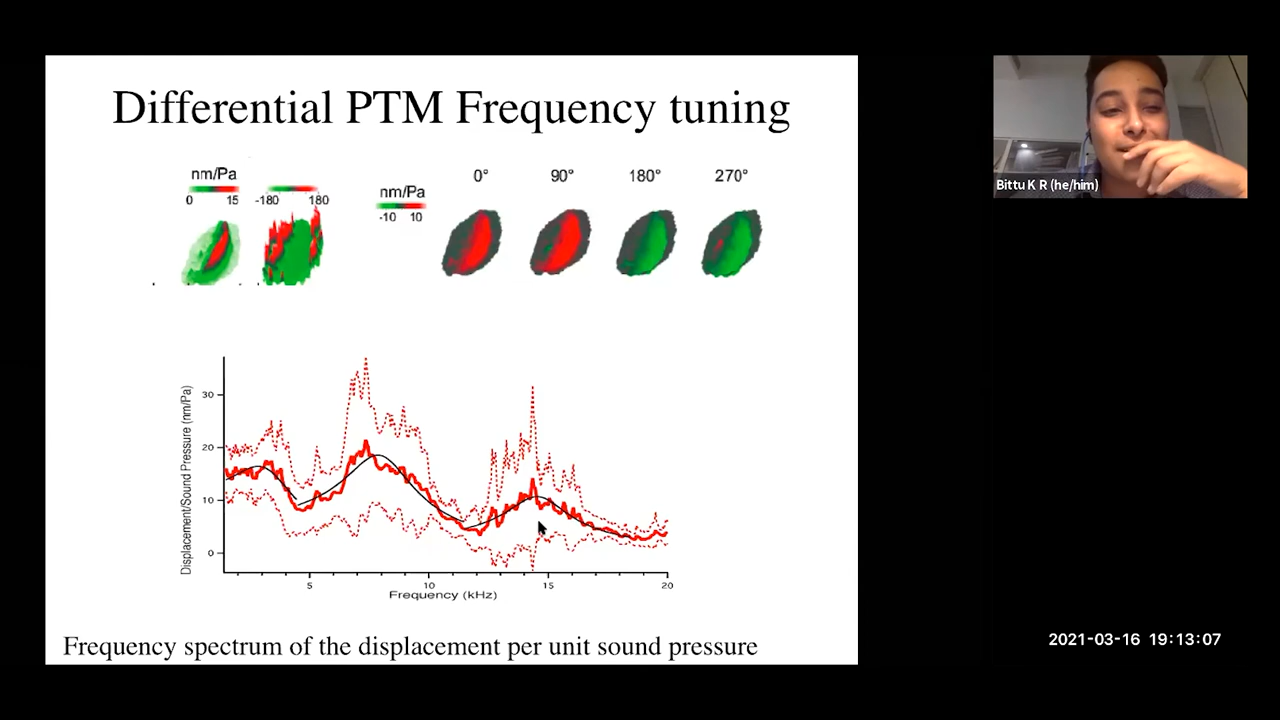 Differential PTM Frequency tuning
nm/Pa
0 15 -180 180
nm/Pa
-10 10
0° 90° 180° 270°
Displacement/Sound Pressure (nm/Pa)
30
20
10
0
5 10 15 20
Frequency (kHz)
Frequency spectrum of the displacement per unit sound pressure
Bittu K R (he/him)
2021-03-16 19:13:07